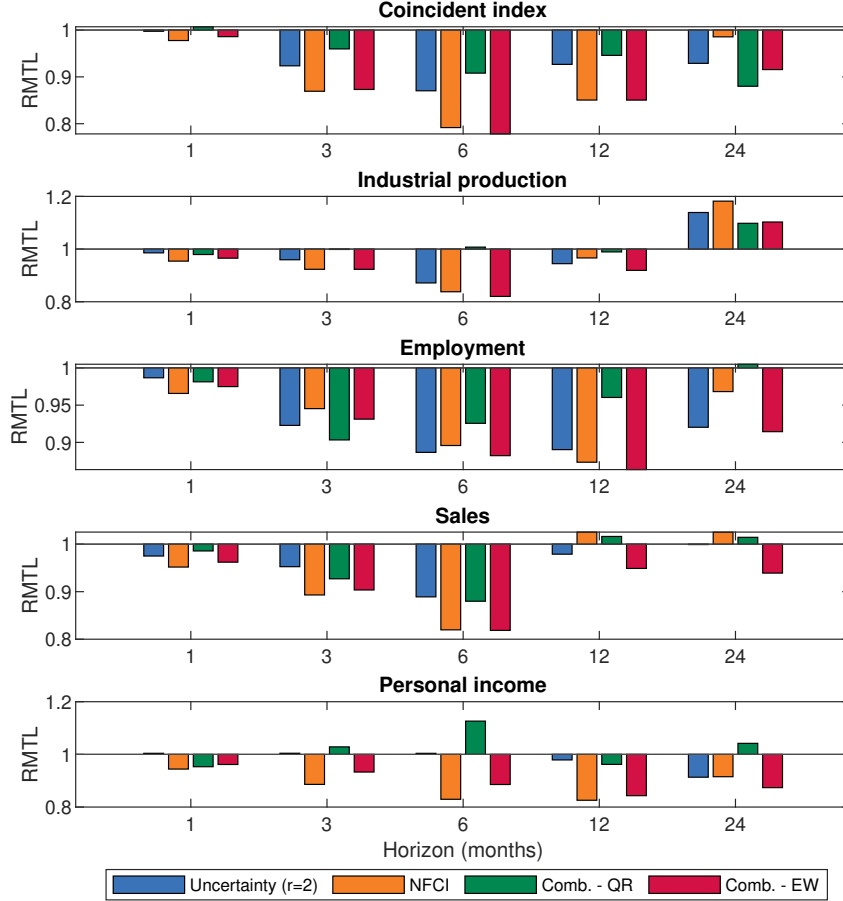 Coincident index
RMTL
1
0.9
0.8
1 3 6 12 24
Industrial production
RMTL
1.2
1
0.8
1 3 6 12 24
Employment
RMTL
1
0.95
0.9
1 3 6 12 24
Sales
RMTL
1
0.9
0.8
1 3 6 12 24
Personal income
RMTL
1.2
1
0.8
1 3 6 12 24
Horizon (months)
Uncertainty (r=2) NFCI Comb. - QR Comb. - EW